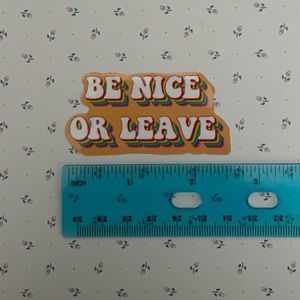 BE NICE
OR LEAVE
INCH 1 2 3